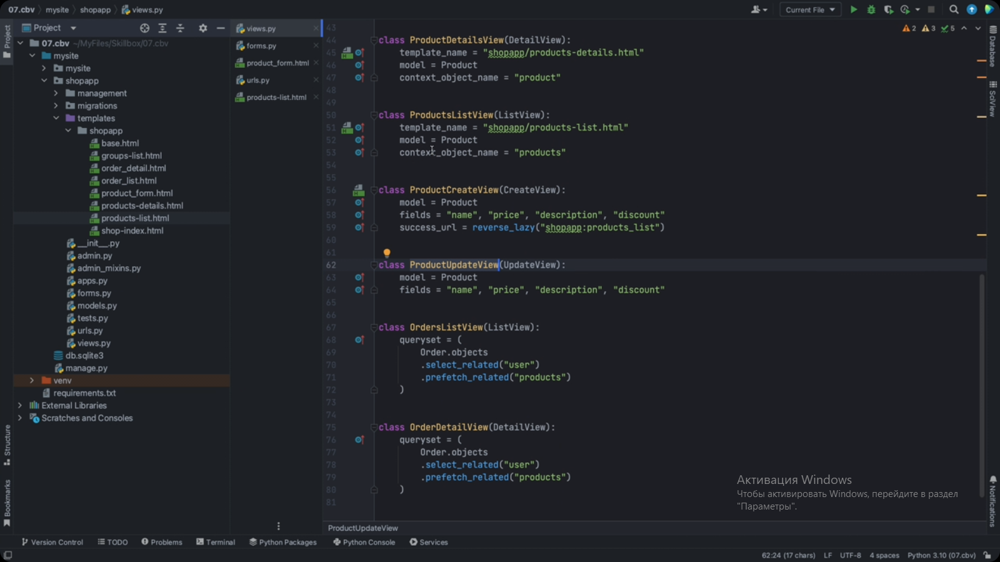 07.cbv mysite shopapp views.py
Current File
Project
07.cbv ~/MyFiles/Skillbox/07.cbv
mysite
mysite
shopapp
management
migrations
templates
shopapp
base.html
groups-list.html
order_detail.html
order_list.html
product_form.html
products-details.html
products-list.html
shop-index.html
__init__.py
admin.py
admin_mixins.py
apps.py
forms.py
models.py
tests.py
urls.py
views.py
db.sqlite3
manage.py
venv
requirements.txt
External Libraries
Scratches and Consoles
Project
Structure
Bookmarks
views.py
forms.py
product_form.html
urls.py
products-list.html
2 3 5
43
44 class ProductDetailsView(DetailView):
45 template_name = "shopapp/products-details.html"
46 model = Product
47 context_object_name = "product"
48
49
50 class ProductsListView(ListView):
51 template_name = "shopapp/products-list.html"
52 model = Product
53 context_object_name = "products"
54
55
56 class ProductCreateView(CreateView):
57 model = Product
58 fields = "name", "price", "description", "discount"
59 success_url = reverse_lazy("shopapp:products_list")
60
61
62 class ProductUpdateView(UpdateView):
63 model = Product
64 fields = "name", "price", "description", "discount"
65
66
67 class OrdersListView(ListView):
68 queryset = (
69 Order.objects
70 .select_related("user")
71 .prefetch_related("products")
72 )
73
74
75 class OrderDetailView(DetailView):
76 queryset = (
77 Order.objects
78 .select_related("user")
79 .prefetch_related("products")
80 )
81
Database
SciView
Notifications
Активация Windows
Чтобы активировать Windows, перейдите в раздел
"Параметры".
ProductUpdateView
Version Control TODO Problems Terminal Python Packages Python Console Services
62:24 (17 chars) LF UTF-8 4 spaces Python 3.10 (07.cbv)